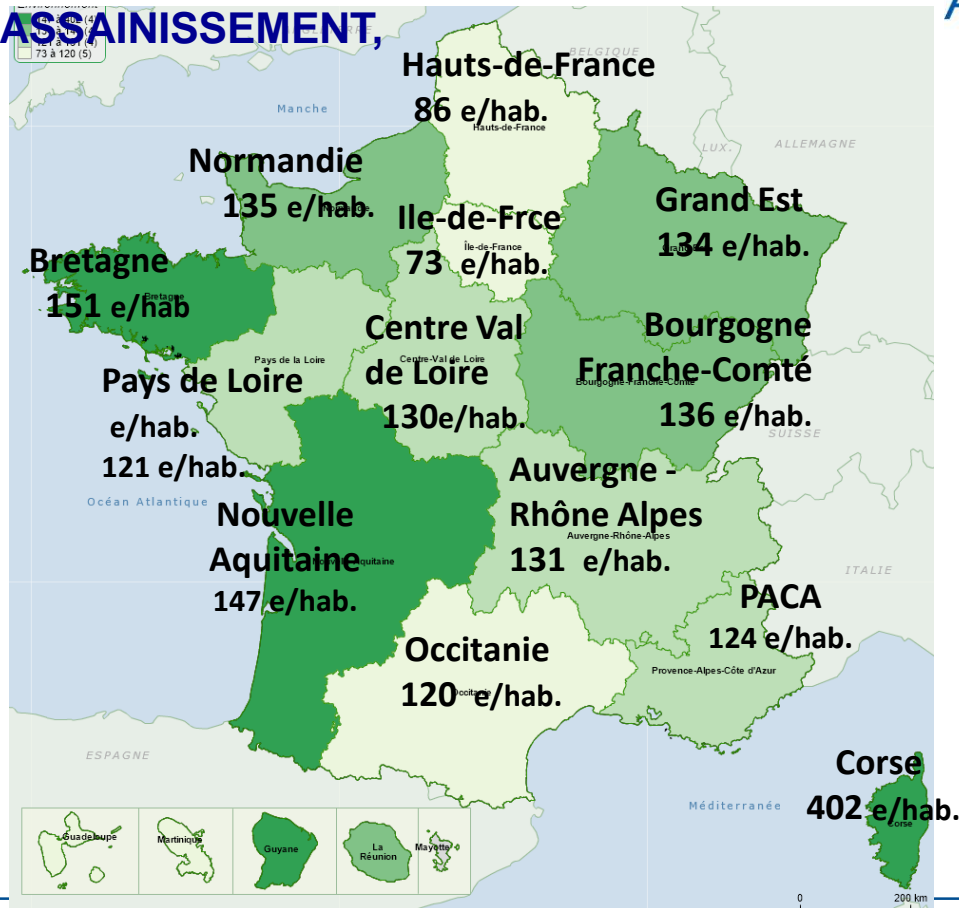 Environnement
ASSAINISSEMENT,
73 à 120 (5)
BELGIQUE
Hauts-de-France
86 e/hab.
Hauts-de-France
Manche
LUX.
ALLEMAGNE
Normandie
135 e/hab.
Ile-de-Frce
Île-de-France
73 e/hab.
Grand Est
134 e/hab.
Bretagne
151 e/hab
Bretagne
Centre Val
Centre-Val de Loire
de Loire
130e/hab.
Bourgogne
Franche-Comté
Bourgogne-Franche-Comté
136 e/hab.
SUISSE
Pays de la Loire
Pays de Loire
e/hab.
121 e/hab.
Océan Atlantique
Auvergne -
Rhône Alpes
Auvergne-Rhône-Alpes
131 e/hab.
ITALIE
Nouvelle
Aquitaine
Nouvelle-Aquitaine
147 e/hab.
PACA
124 e/hab.
Provence-Alpes-Côte d'Azur
Occitanie
120 e/hab.
Occitanie
ESPAGNE
Méditerranée
Corse
402 e/hab.
Corse
Guadeloupe
Martinique
Guyane
La
Réunion
Mayotte
0 200 km